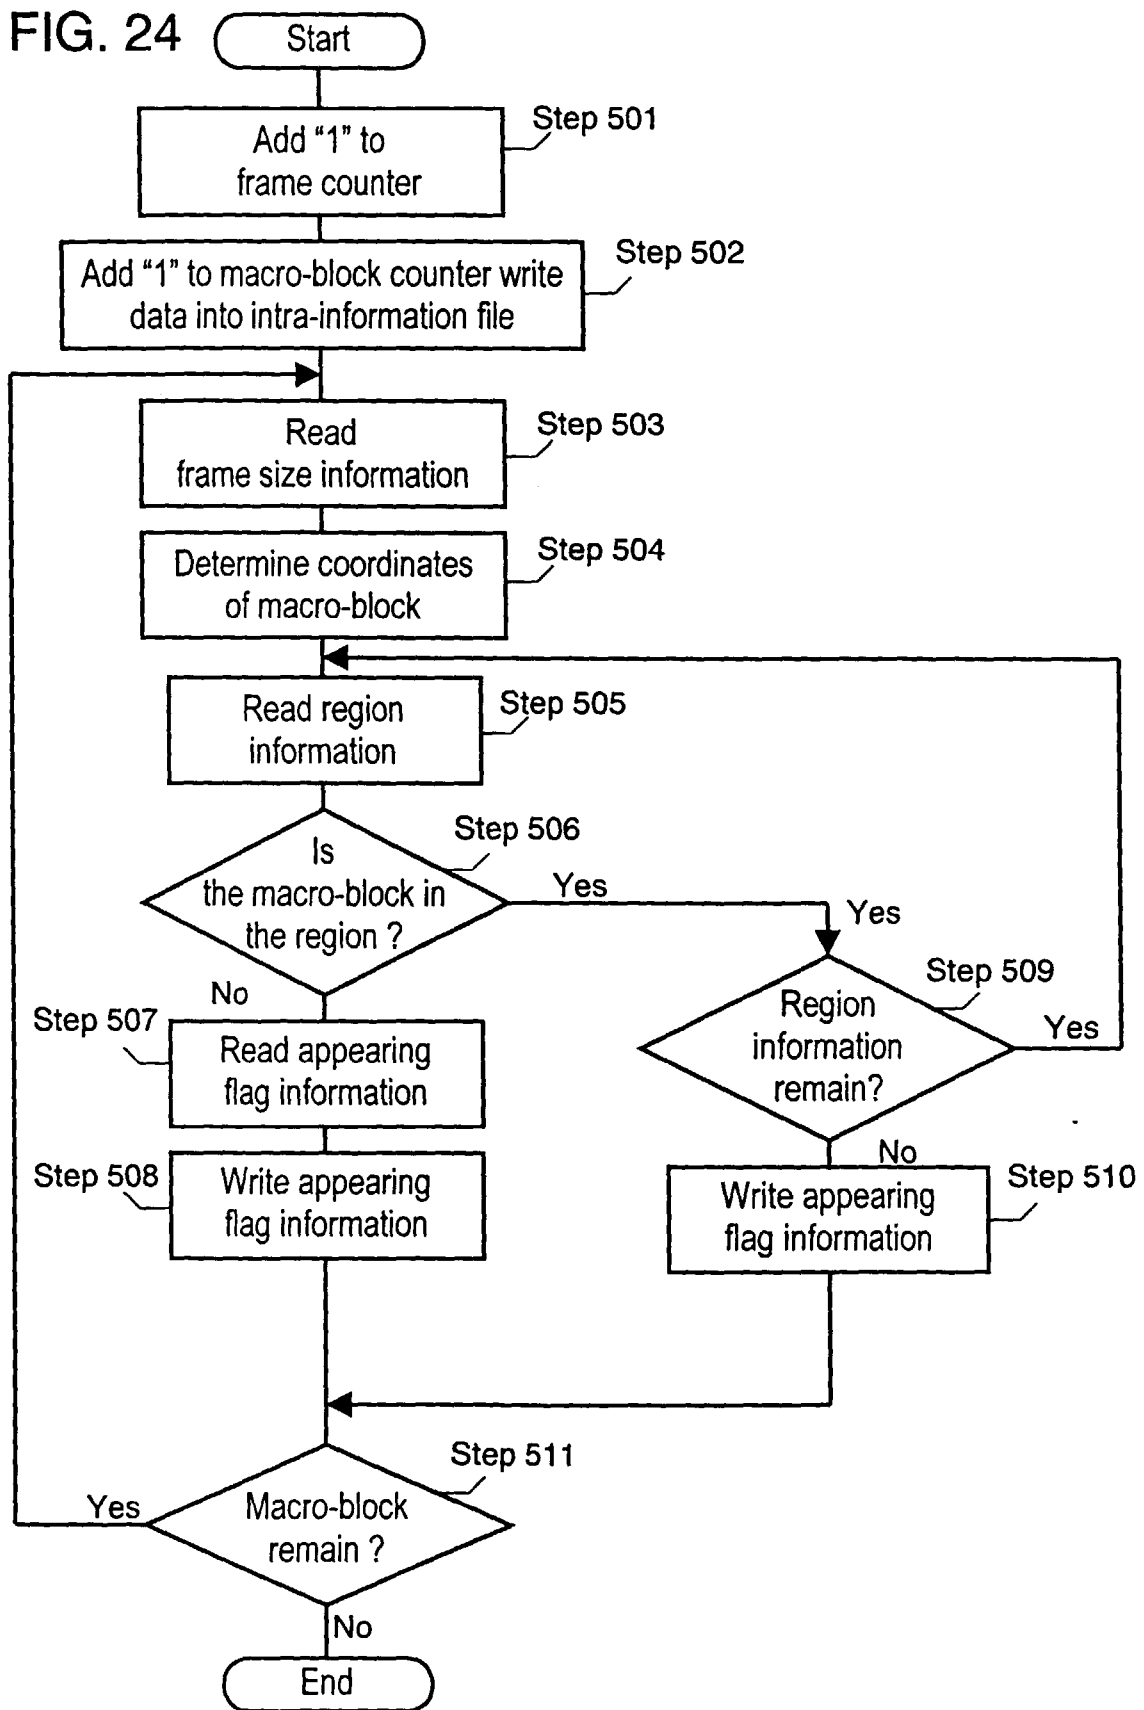 FIG. 24
Start
Step 501
Add “1” to
frame counter
Step 502
Add “1” to macro-block counter write
data into intra-information file
Step 503
Read
frame size information
Step 504
Determine coordinates
of macro-block
Step 505
Read region
information
Step 506
Is
the macro-block in
the region ?
Yes
Yes
No
Step 507
Read appearing
flag information
Step 508
Write appearing
flag information
Step 509
Region
information
remain?
Yes
No
Step 510
Write appearing
flag information
Step 511
Macro-block
remain ?
Yes
No
End